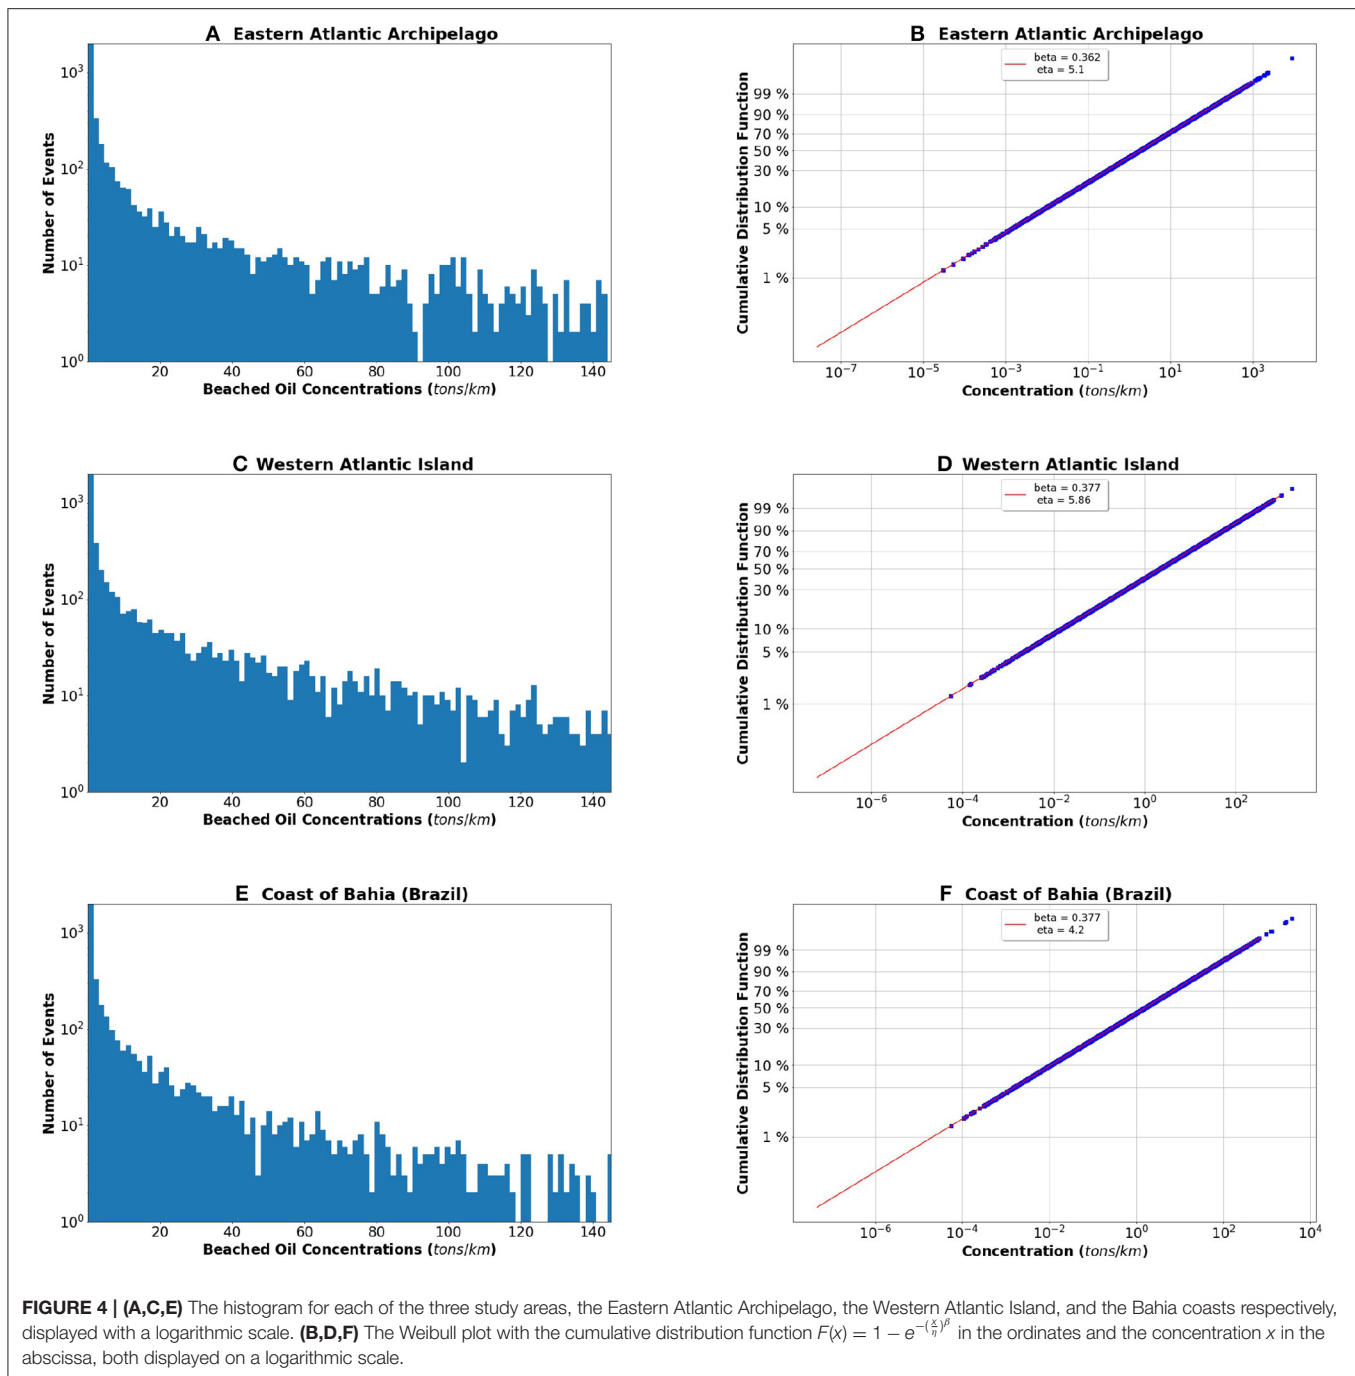 A Eastern Atlantic Archipelago
10³
10²
10¹
10⁰
Number of Events
20 40 60 80 100 120 140
Beached Oil Concentrations (tons/km)
B Eastern Atlantic Archipelago
beta = 0.362
eta = 5.1
99 %
90 %
70 %
50 %
30 %
10 %
5 %
1 %
Cumulative Distribution Function
10⁻⁷ 10⁻⁵ 10⁻³ 10⁻¹ 10¹ 10³
Concentration (tons/km)
C Western Atlantic Island
10³
10²
10¹
10⁰
Number of Events
20 40 60 80 100 120 140
Beached Oil Concentrations (tons/km)
D Western Atlantic Island
beta = 0.377
eta = 5.86
99 %
90 %
70 %
50 %
30 %
10 %
5 %
1 %
Cumulative Distribution Function
10⁻⁶ 10⁻⁴ 10⁻² 10⁰ 10²
Concentration (tons/km)
E Coast of Bahia (Brazil)
10³
10²
10¹
10⁰
Number of Events
20 40 60 80 100 120 140
Beached Oil Concentrations (tons/km)
F Coast of Bahia (Brazil)
beta = 0.377
eta = 4.2
99 %
90 %
70 %
50 %
30 %
10 %
5 %
1 %
Cumulative Distribution Function
10⁻⁶ 10⁻⁴ 10⁻² 10⁰ 10² 10⁴
Concentration (tons/km)
FIGURE 4 | (A,C,E) The histogram for each of the three study areas, the Eastern Atlantic Archipelago, the Western Atlantic Island, and the Bahia coasts respectively,
displayed with a logarithmic scale. (B,D,F) The Weibull plot with the cumulative distribution function F(x) = 1 − e^{−(x/η)^β} in the ordinates and the concentration x in the
abscissa, both displayed on a logarithmic scale.